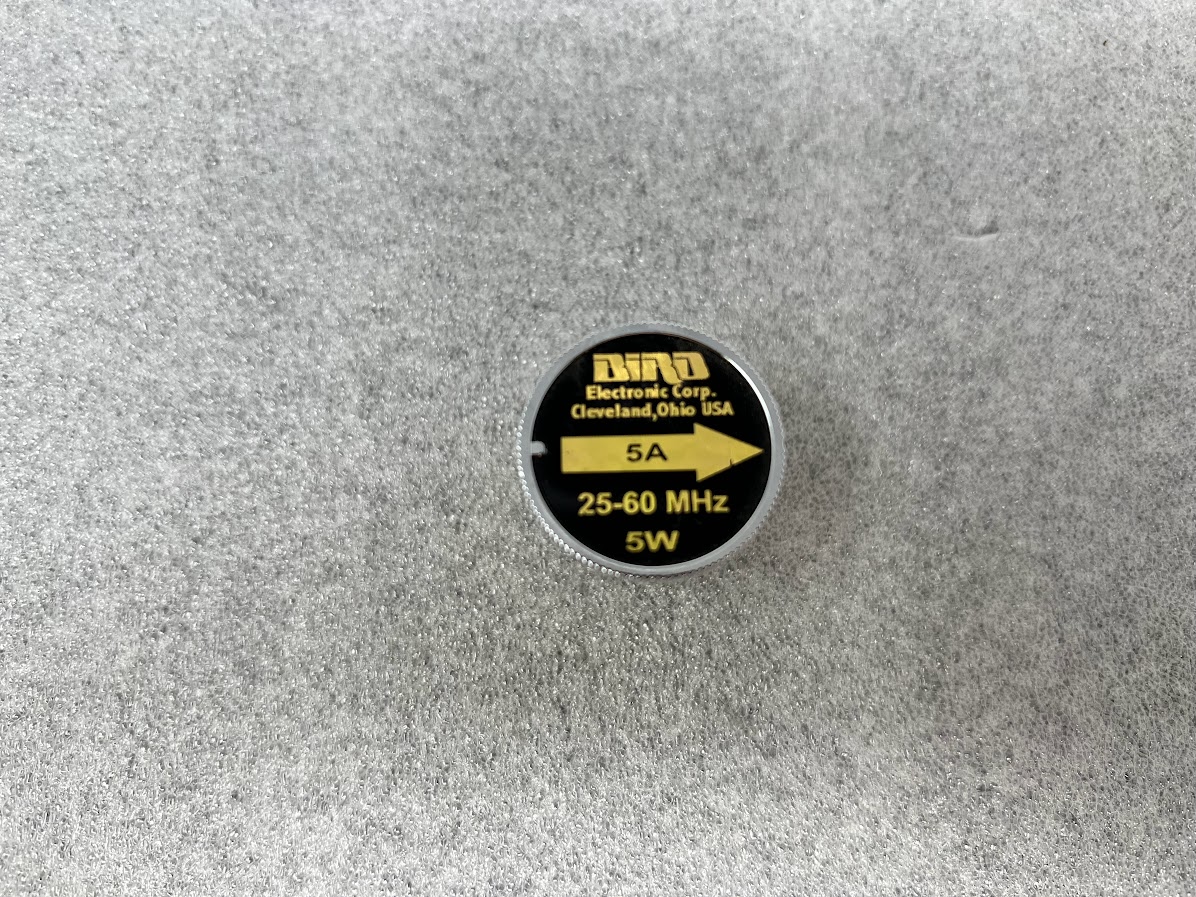 BIRD
Electronic Corp.
Cleveland,Ohio USA
5A
25-60 MHz
5W